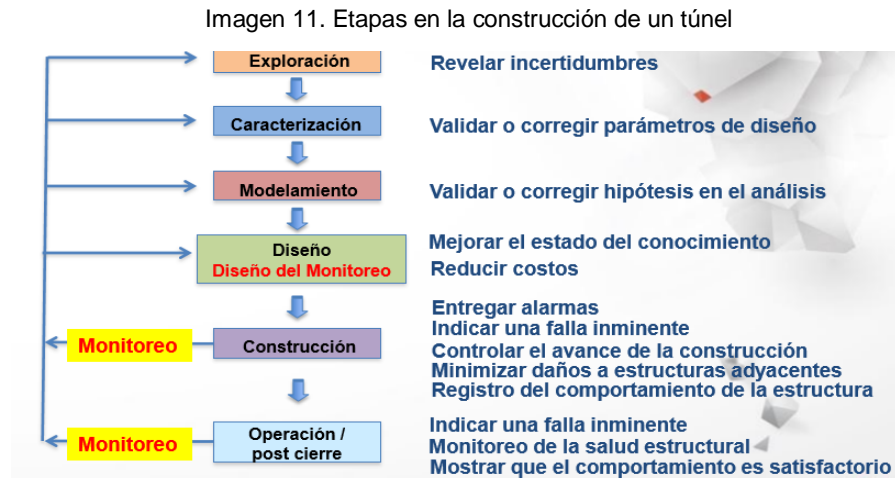 Imagen 11. Etapas en la construcción de un túnel
Exploración
Revelar incertidumbres
Caracterización
Validar o corregir parámetros de diseño
Modelamiento
Validar o corregir hipótesis en el análisis
Diseño
Diseño del Monitoreo
Mejorar el estado del conocimiento
Reducir costos
Monitoreo
Construcción
Entregar alarmas
Indicar una falla inminente
Controlar el avance de la construcción
Minimizar daños a estructuras adyacentes
Registro del comportamiento de la estructura
Monitoreo
Operación /
post cierre
Indicar una falla inminente
Monitoreo de la salud estructural
Mostrar que el comportamiento es satisfactorio